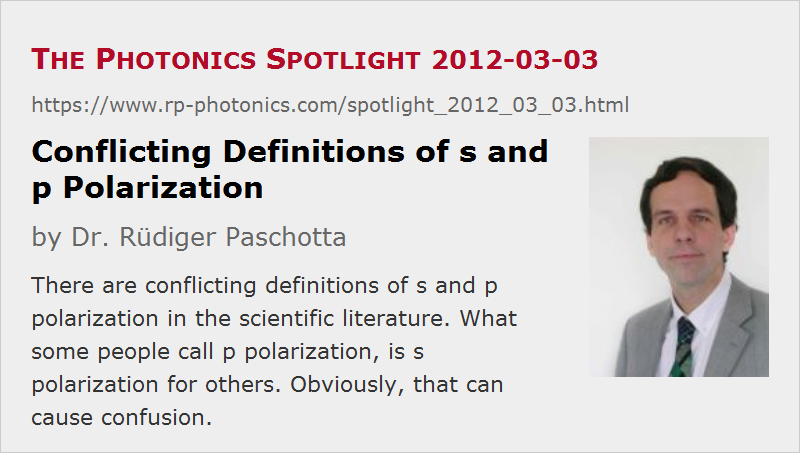 THE PHOTONICS SPOTLIGHT 2012-03-03
https://www.rp-photonics.com/spotlight_2012_03_03.html
Conflicting Definitions of s and
p Polarization
by Dr. Rüdiger Paschotta
There are conflicting definitions of s and p
polarization in the scientific literature. What
some people call p polarization, is s
polarization for others. Obviously, that can
cause confusion.